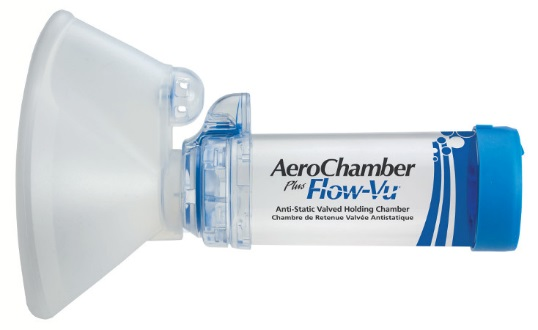 AeroChamber
Plus Flow-Vu
Anti-Static Valved Holding Chamber
Chambre de Retenue Valvée Antistatique